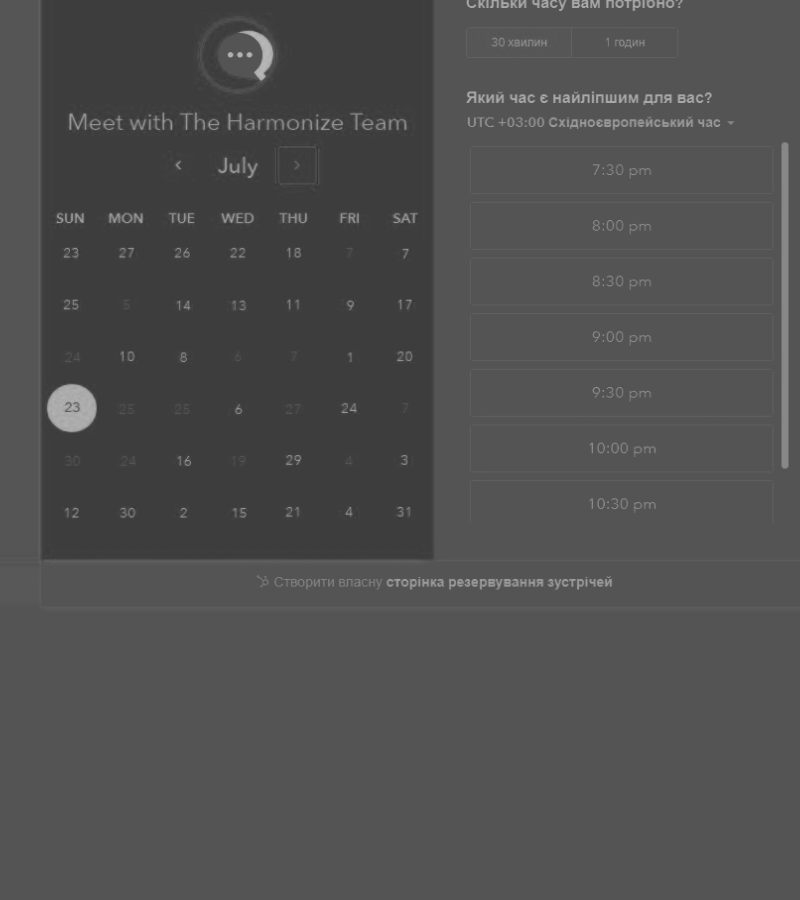 Скільки часу вам потрібно?
30 хвилин 1 годин
Який час є найліпшим для вас?
UTC +03:00 Східноєвропейський час
7:30 pm
8:00 pm
8:30 pm
9:00 pm
9:30 pm
10:00 pm
10:30 pm
Meet with The Harmonize Team
July
SUN MON TUE WED THU FRI SAT
23 27 26 22 18 7 7
25 5 14 13 11 9 17
24 10 8 6 7 1 20
23 25 25 6 27 24 7
30 24 16 19 29 4 3
12 30 2 15 21 4 31
Створити власну сторінка резервування зустрічей